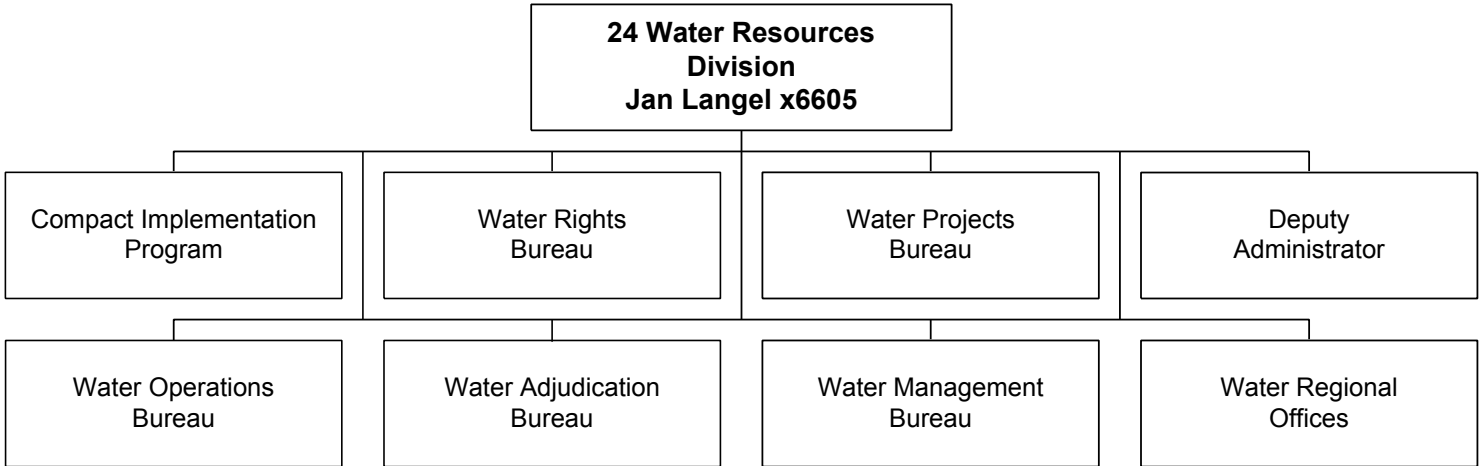 24 Water Resources
Division
Jan Langel x6605
Compact Implementation
Program
Water Rights
Bureau
Water Projects
Bureau
Deputy
Administrator
Water Operations
Bureau
Water Adjudication
Bureau
Water Management
Bureau
Water Regional
Offices